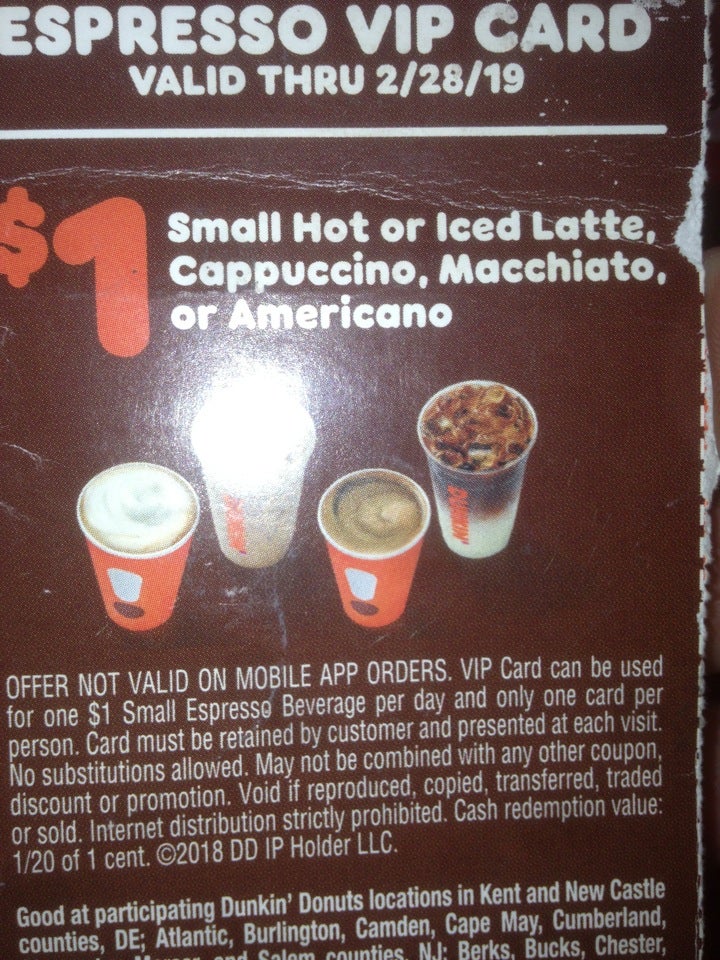 ESPRESSO VIP CARD
VALID THRU 2/28/19
$1
Small Hot or Iced Latte,
Cappuccino, Macchiato,
or Americano
DUNKIN'
DUNKIN'
OFFER NOT VALID ON MOBILE APP ORDERS. VIP Card can be used
for one $1 Small Espresso Beverage per day and only one card per
person. Card must be retained by customer and presented at each visit.
No substitutions allowed. May not be combined with any other coupon,
discount or promotion. Void if reproduced, copied, transferred, traded
or sold. Internet distribution strictly prohibited. Cash redemption value:
1/20 of 1 cent. ©2018 DD IP Holder LLC.
Good at participating Dunkin' Donuts locations in Kent and New Castle
counties, DE; Atlantic, Burlington, Camden, Cape May, Cumberland,
Mercer and Salem counties, NJ; Berks, Bucks, Chester,